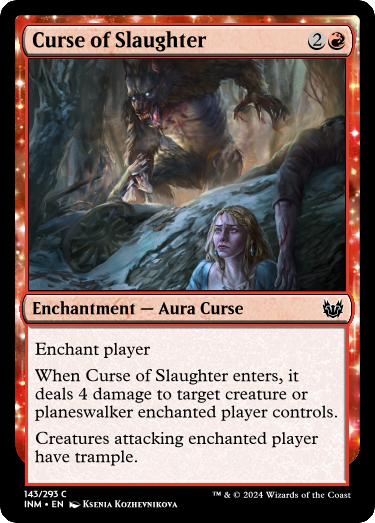 Curse of Slaughter 2
Enchantment — Aura Curse
Enchant player
When Curse of Slaughter enters, it
deals 4 damage to target creature or
planeswalker enchanted player controls.
Creatures attacking enchanted player
have trample.
143/293 C
INM • EN Ksenia Kozhevnikova
™ & © 2024 Wizards of the Coast